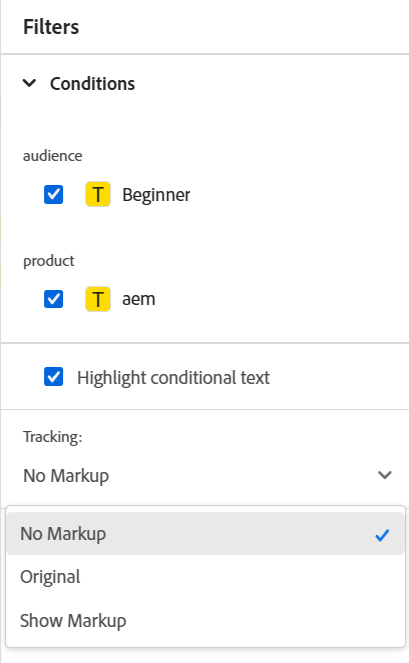 Filters
Conditions
audience
T Beginner
product
T aem
Highlight conditional text
Tracking:
No Markup
No Markup
Original
Show Markup